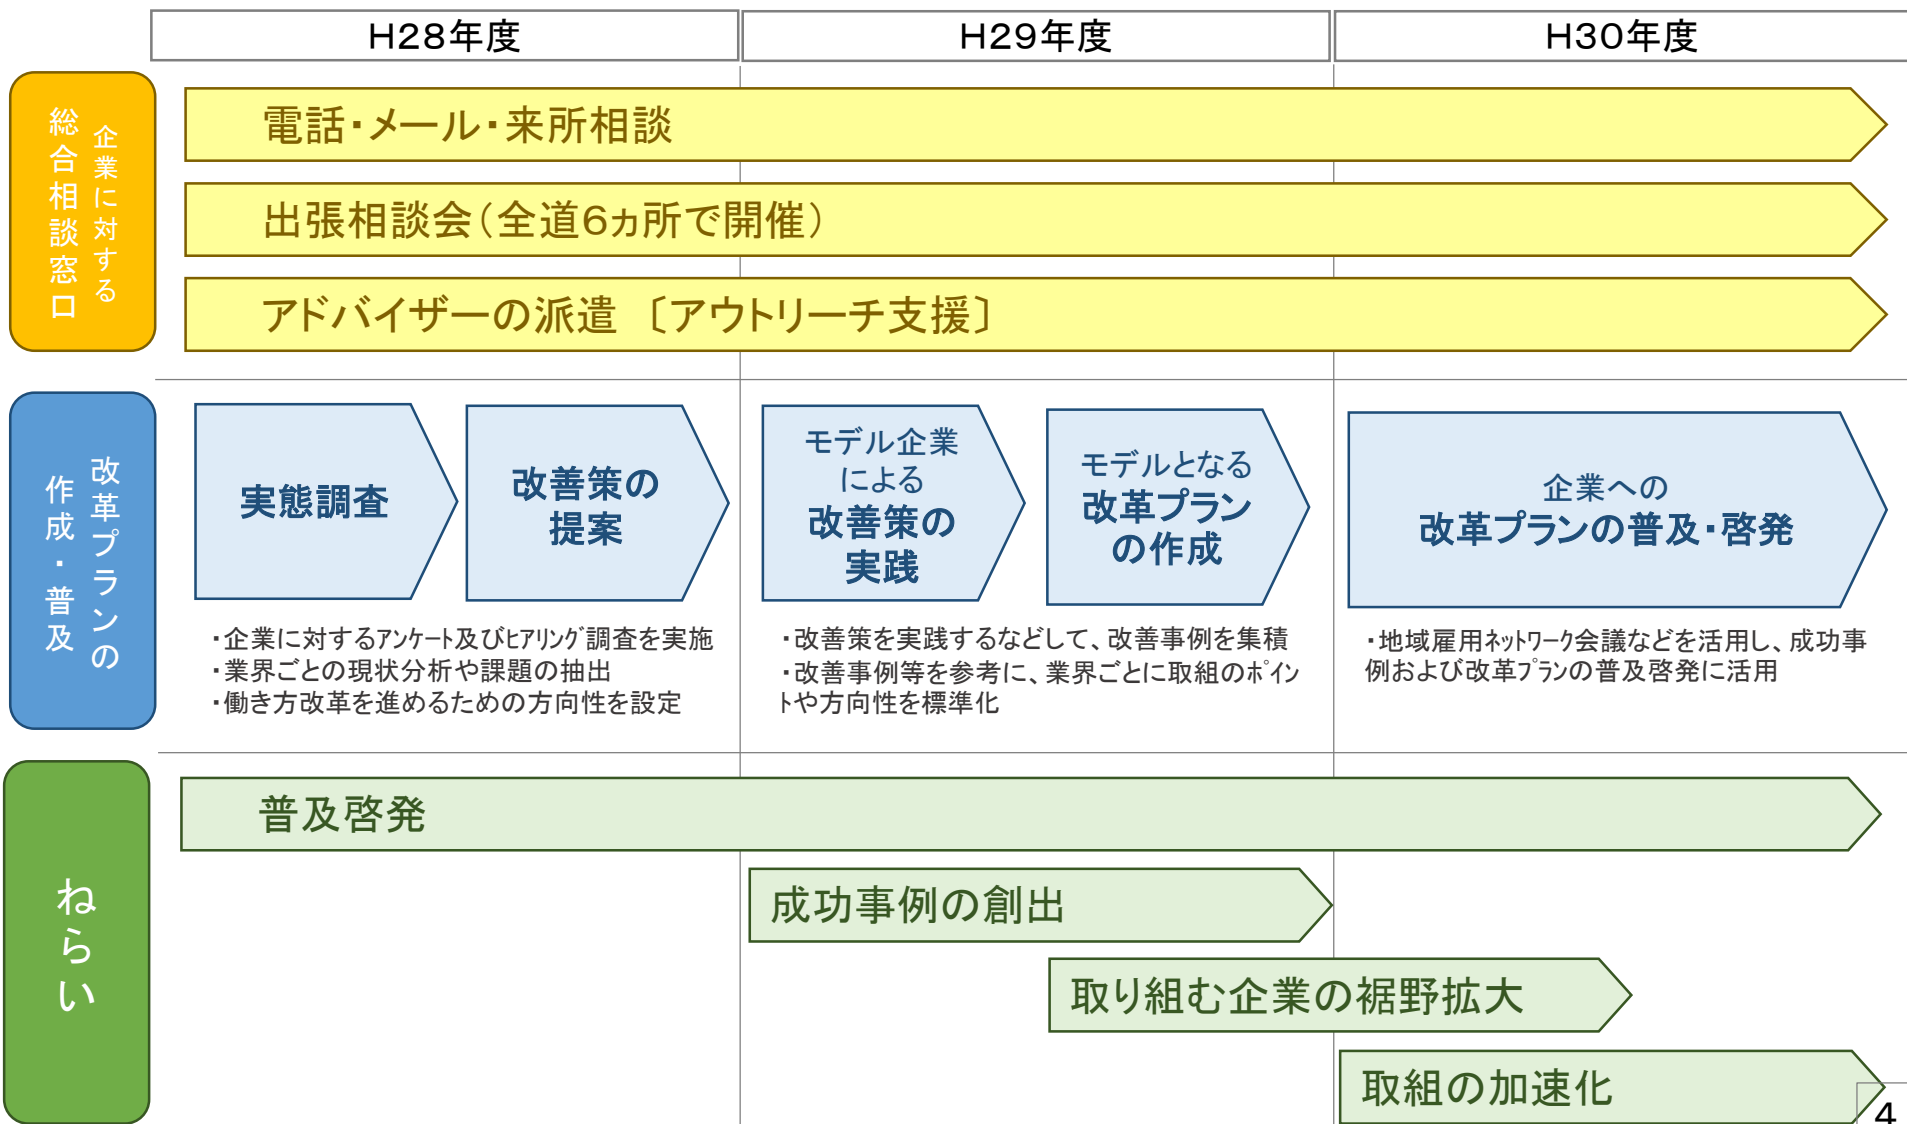 H28年度
H29年度
H30年度
企業に対する
総合相談窓口
電話・メール・来所相談
出張相談会（全道6ヵ所で開催）
アドバイザーの派遣 〔アウトリーチ支援〕
改革プランの
作成・普及
実態調査
改善策の
提案
モデル企業
による
改善策の
実践
モデルとなる
改革プラン
の作成
企業への
改革プランの普及・啓発
・企業に対するｱﾝｹｰﾄ及びﾋｱﾘﾝｸﾞ調査を実施
・業界ごとの現状分析や課題の抽出
・働き方改革を進めるための方向性を設定
・改善策を実践するなどして、改善事例を集積
・改善事例等を参考に、業界ごとに取組のﾎﾟｲﾝ
ﾄや方向性を標準化
・地域雇用ﾈｯﾄﾜｰｸ会議などを活用し、成功事
例および改革ﾌﾟﾗﾝの普及啓発に活用
ねらい
普及啓発
成功事例の創出
取り組む企業の裾野拡大
取組の加速化
4